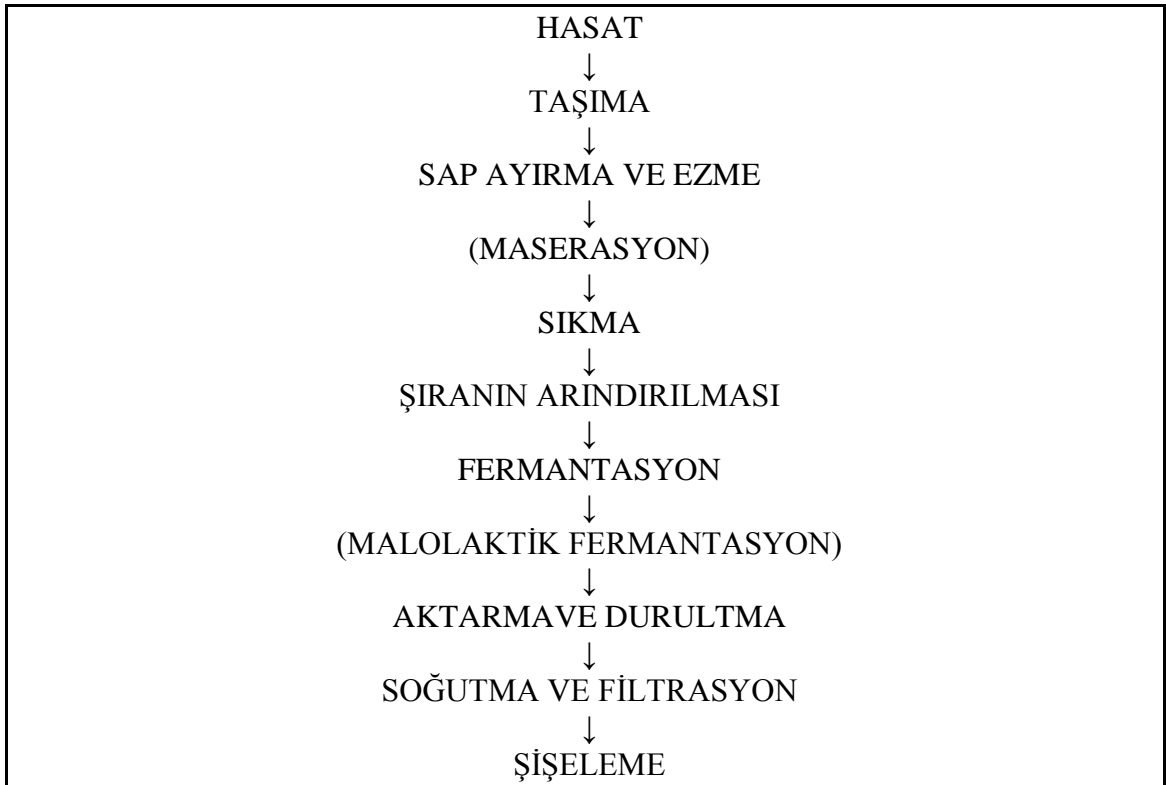 HASAT
↓
TAŞIMA
↓
SAP AYIRMA VE EZME
↓
(MASERASYON)
↓
SIKMA
↓
ŞIRANIN ARINDIRILMASI
↓
FERMANTASYON
↓
(MALOLAKTİK FERMANTASYON)
↓
AKTARMAVE DURULTMA
↓
SOĞUTMA VE FİLTRASYON
↓
ŞİŞELEME